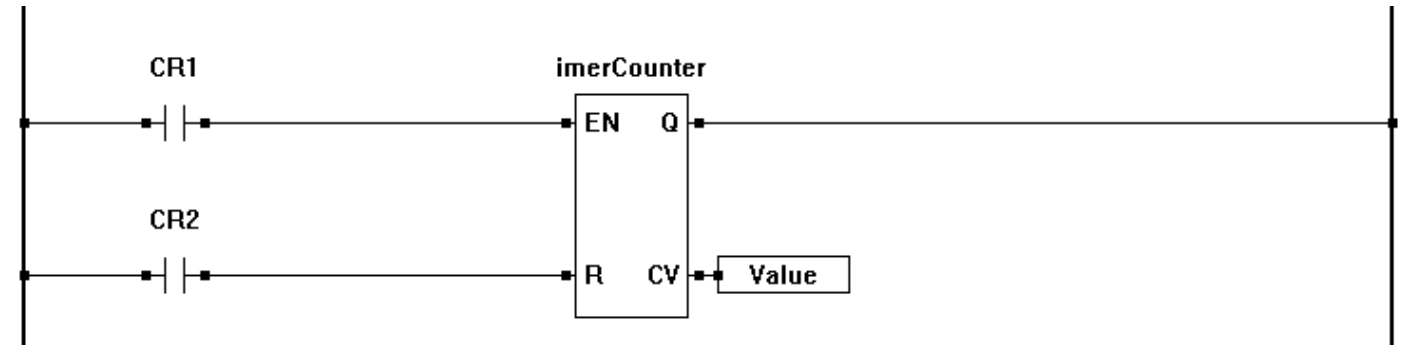 CR1
imerCounter
EN Q
CR2
R CV Value